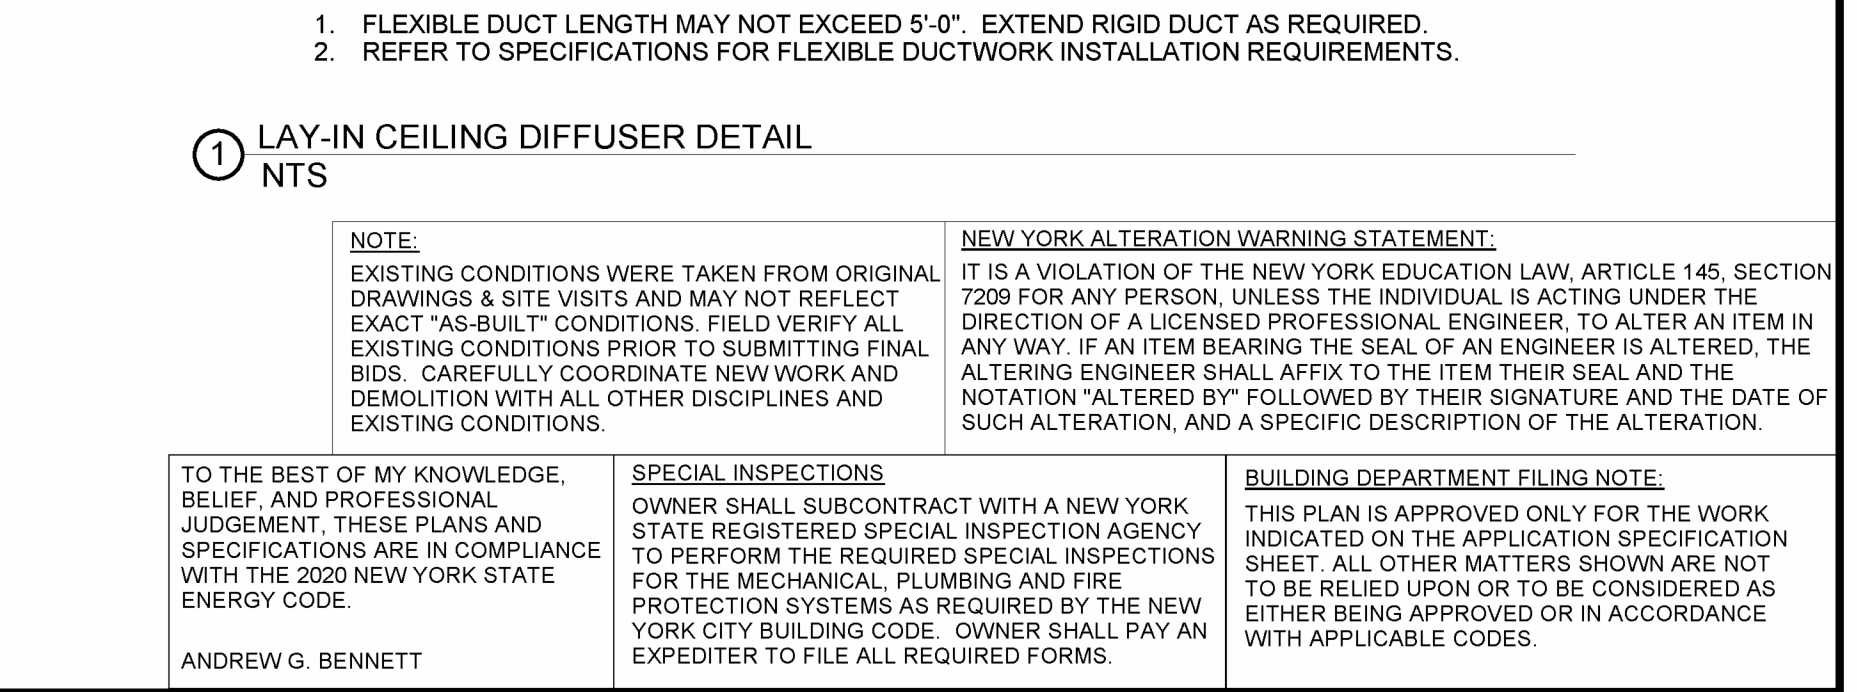 1. FLEXIBLE DUCT LENGTH MAY NOT EXCEED 5'-0". EXTEND RIGID DUCT AS REQUIRED.
2. REFER TO SPECIFICATIONS FOR FLEXIBLE DUCTWORK INSTALLATION REQUIREMENTS.
1 LAY-IN CEILING DIFFUSER DETAIL
NTS
NOTE:
EXISTING CONDITIONS WERE TAKEN FROM ORIGINAL
DRAWINGS & SITE VISITS AND MAY NOT REFLECT
EXACT "AS-BUILT" CONDITIONS. FIELD VERIFY ALL
EXISTING CONDITIONS PRIOR TO SUBMITTING FINAL
BIDS. CAREFULLY COORDINATE NEW WORK AND
DEMOLITION WITH ALL OTHER DISCIPLINES AND
EXISTING CONDITIONS.
NEW YORK ALTERATION WARNING STATEMENT:
IT IS A VIOLATION OF THE NEW YORK EDUCATION LAW, ARTICLE 145, SECTION
7209 FOR ANY PERSON, UNLESS THE INDIVIDUAL IS ACTING UNDER THE
DIRECTION OF A LICENSED PROFESSIONAL ENGINEER, TO ALTER AN ITEM IN
ANY WAY. IF AN ITEM BEARING THE SEAL OF AN ENGINEER IS ALTERED, THE
ALTERING ENGINEER SHALL AFFIX TO THE ITEM THEIR SEAL AND THE
NOTATION "ALTERED BY" FOLLOWED BY THEIR SIGNATURE AND THE DATE OF
SUCH ALTERATION, AND A SPECIFIC DESCRIPTION OF THE ALTERATION.
TO THE BEST OF MY KNOWLEDGE,
BELIEF, AND PROFESSIONAL
JUDGEMENT, THESE PLANS AND
SPECIFICATIONS ARE IN COMPLIANCE
WITH THE 2020 NEW YORK STATE
ENERGY CODE.
ANDREW G. BENNETT
SPECIAL INSPECTIONS
OWNER SHALL SUBCONTRACT WITH A NEW YORK
STATE REGISTERED SPECIAL INSPECTION AGENCY
TO PERFORM THE REQUIRED SPECIAL INSPECTIONS
FOR THE MECHANICAL, PLUMBING AND FIRE
PROTECTION SYSTEMS AS REQUIRED BY THE NEW
YORK CITY BUILDING CODE. OWNER SHALL PAY AN
EXPEDITER TO FILE ALL REQUIRED FORMS.
BUILDING DEPARTMENT FILING NOTE:
THIS PLAN IS APPROVED ONLY FOR THE WORK
INDICATED ON THE APPLICATION SPECIFICATION
SHEET. ALL OTHER MATTERS SHOWN ARE NOT
TO BE RELIED UPON OR TO BE CONSIDERED AS
EITHER BEING APPROVED OR IN ACCORDANCE
WITH APPLICABLE CODES.